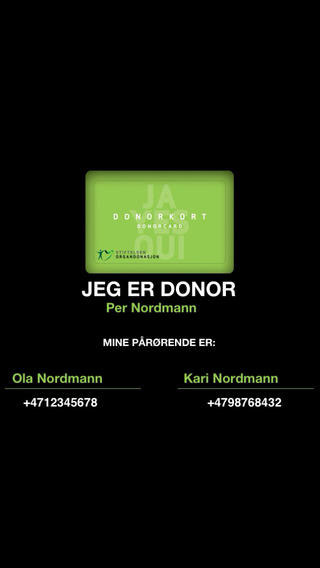 JA
YES
OUI
DONORKORT
DONORCARD
STIFTELSEN
ORGANDONASJON
JEG ER DONOR
Per Nordmann
MINE PÅRØRENDE ER:
Ola Nordmann
+4712345678
Kari Nordmann
+4798768432